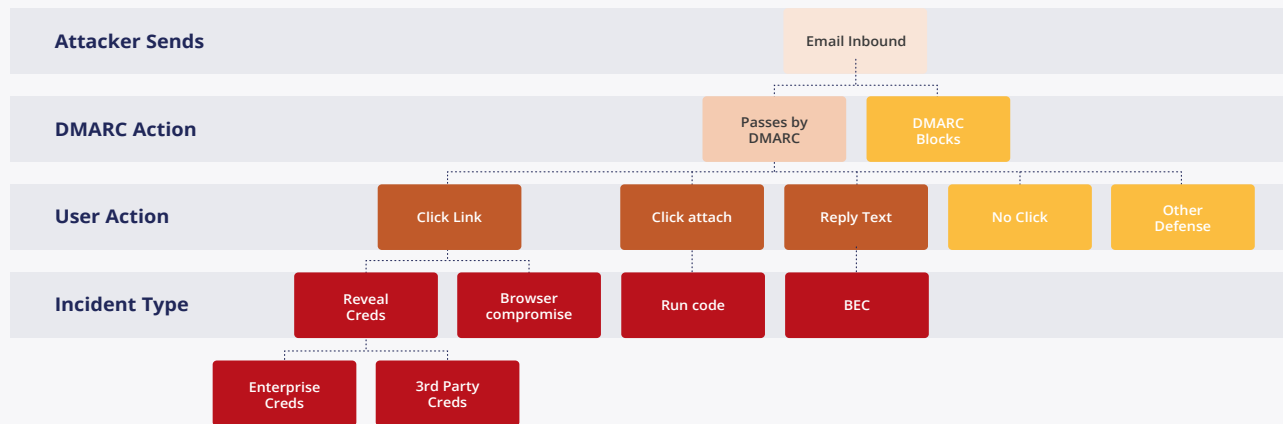 Attacker Sends
Email Inbound
DMARC Action
Passes by
DMARC
DMARC
Blocks
User Action
Click Link
Click attach
Reply Text
No Click
Other
Defense
Incident Type
Reveal
Creds
Browser
compromise
Run code
BEC
Enterprise
Creds
3rd Party
Creds